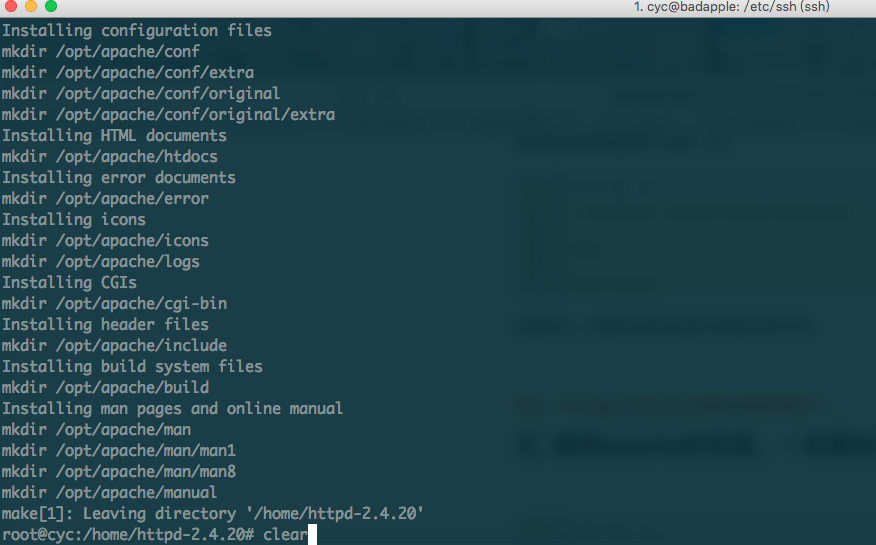 1. cyc@badapple: /etc/ssh (ssh)
Installing configuration files
mkdir /opt/apache/conf
mkdir /opt/apache/conf/extra
mkdir /opt/apache/conf/original
mkdir /opt/apache/conf/original/extra
Installing HTML documents
mkdir /opt/apache/htdocs
Installing error documents
mkdir /opt/apache/error
Installing icons
mkdir /opt/apache/icons
mkdir /opt/apache/logs
Installing CGIs
mkdir /opt/apache/cgi-bin
Installing header files
mkdir /opt/apache/include
Installing build system files
mkdir /opt/apache/build
Installing man pages and online manual
mkdir /opt/apache/man
mkdir /opt/apache/man/man1
mkdir /opt/apache/man/man8
mkdir /opt/apache/manual
make[1]: Leaving directory '/home/httpd-2.4.20'
root@cyc:/home/httpd-2.4.20# clear